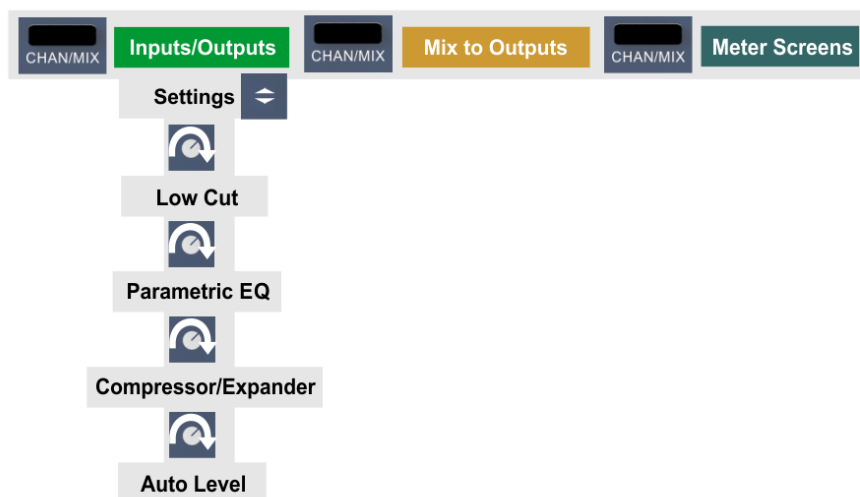 CHAN/MIX Inputs/Outputs CHAN/MIX Mix to Outputs CHAN/MIX Meter Screens
Settings
Low Cut
Parametric EQ
Compressor/Expander
Auto Level